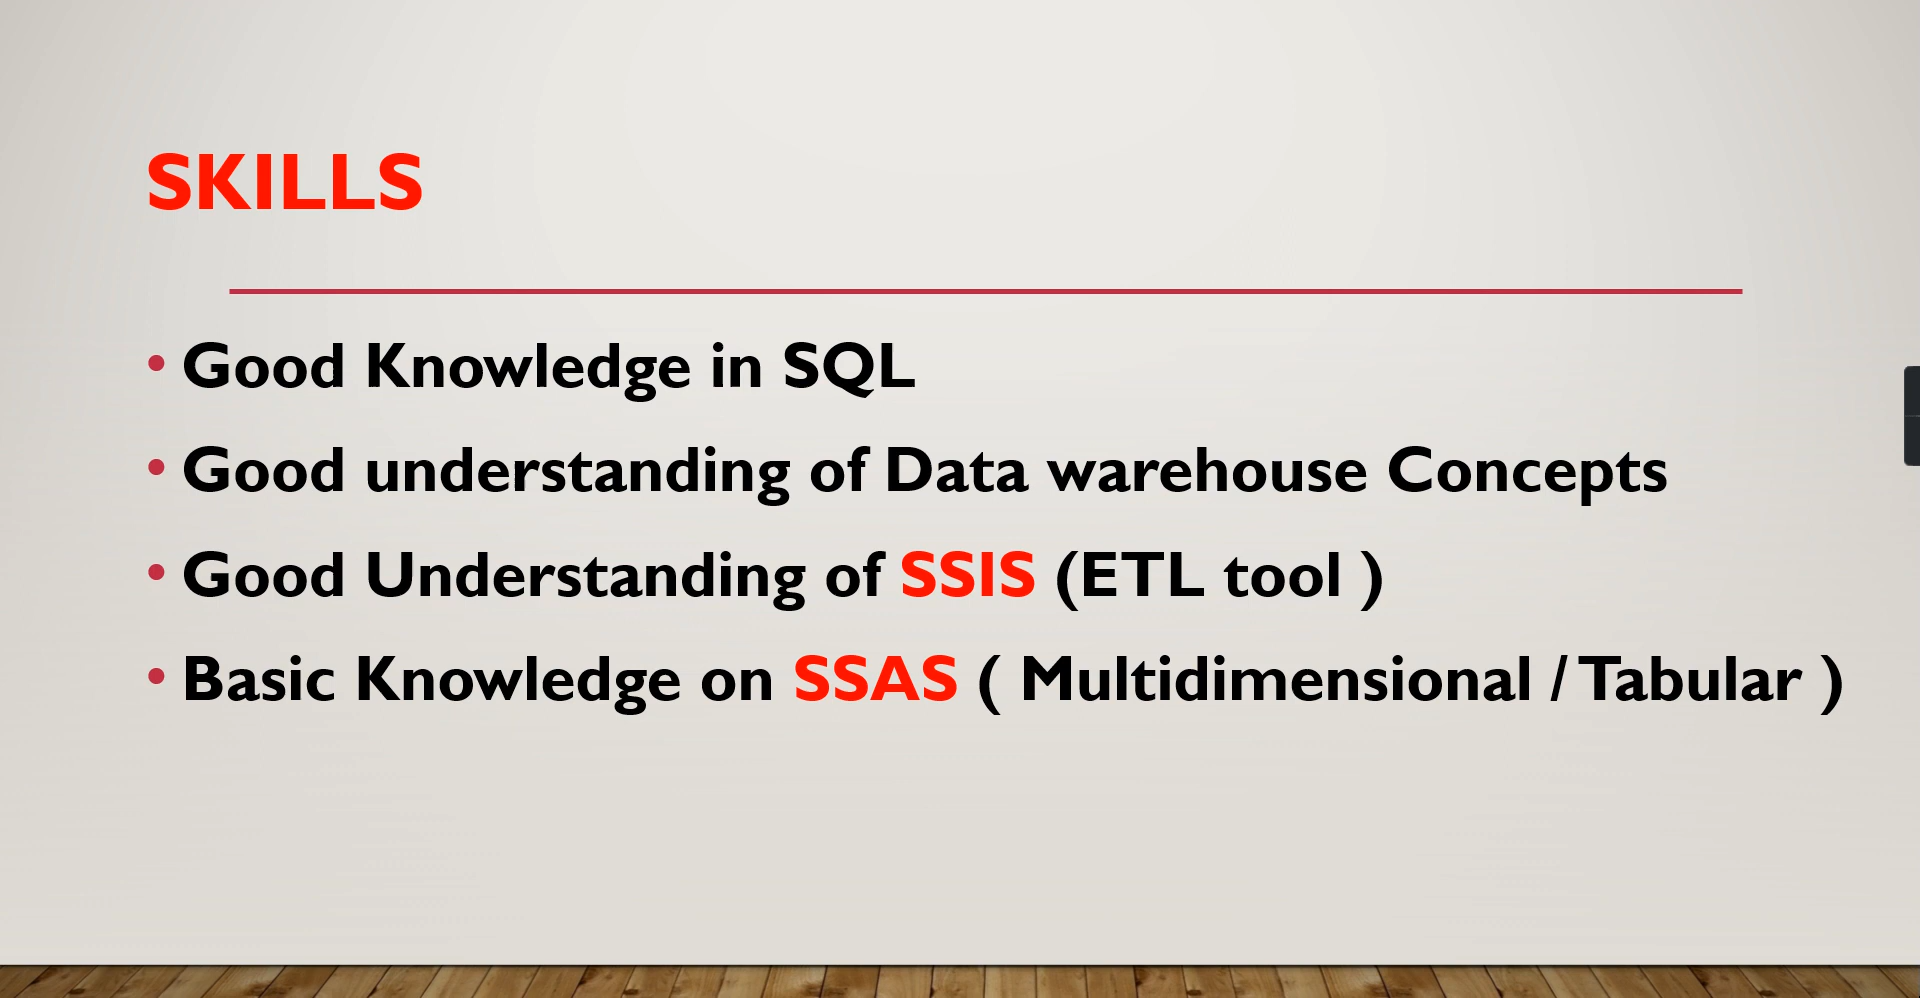 SKILLS
• Good Knowledge in SQL
• Good understanding of Data warehouse Concepts
• Good Understanding of SSIS (ETL tool )
• Basic Knowledge on SSAS ( Multidimensional / Tabular )